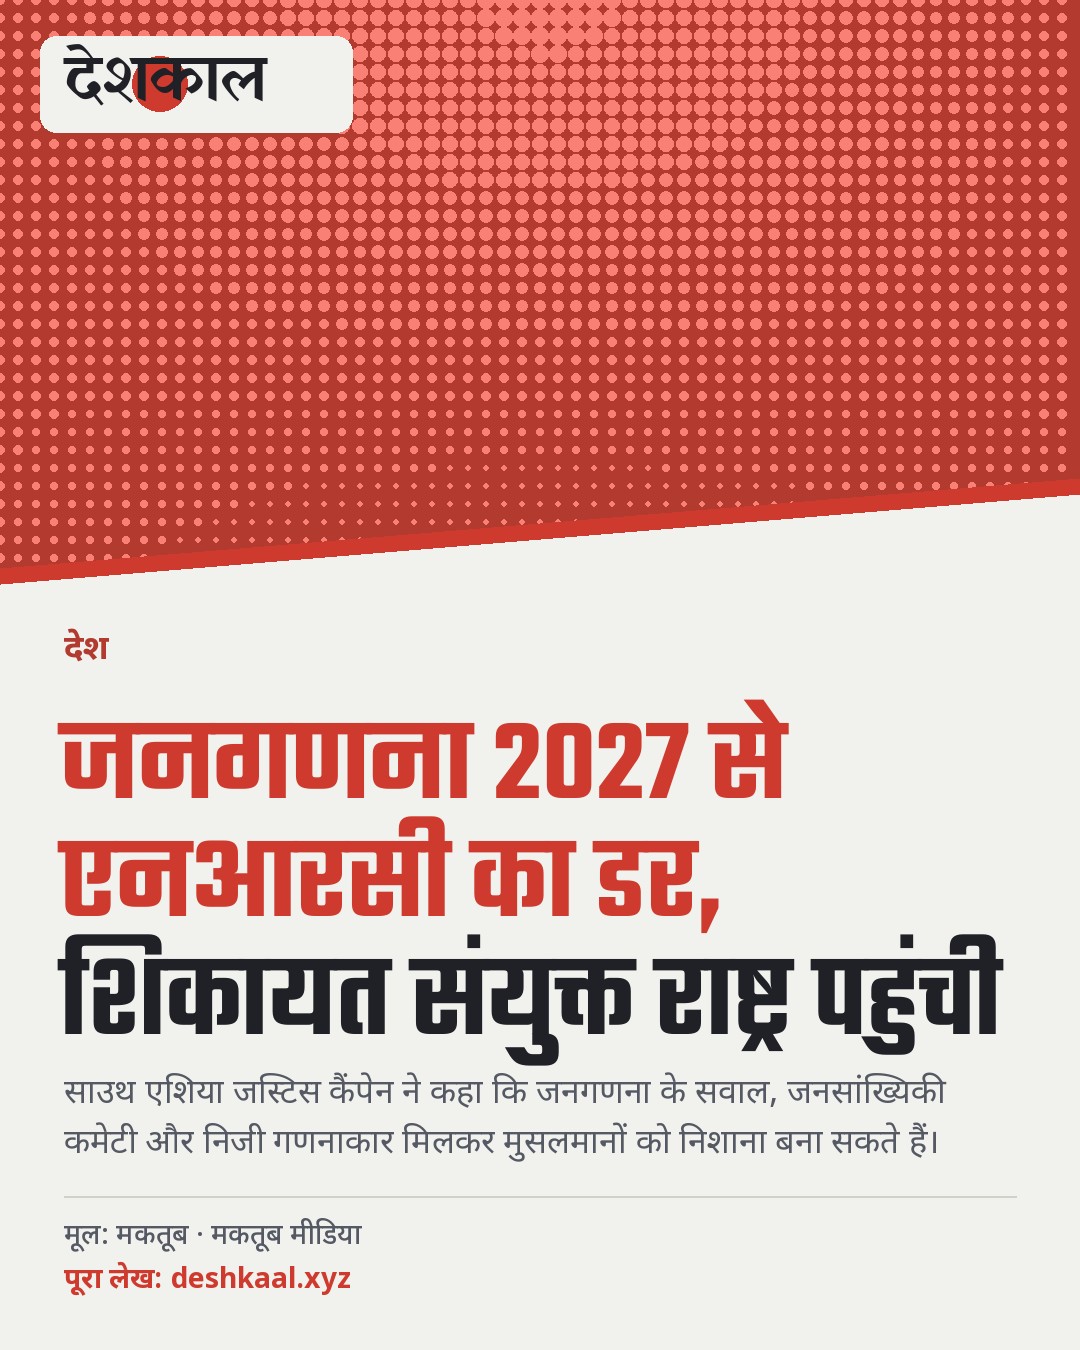 देशकाल
देश
जनगणना 2027 से
एनआरसी का डर,
शिकायत संयुक्त राष्ट्र पहुंची
साउथ एशिया जस्टिस कैंपेन ने कहा कि जनगणना के सवाल, जनसांख्यिकी
कमेटी और निजी गणनाकार मिलकर मुसलमानों को निशाना बना सकते हैं।
मूल: मकतूब · मकतूब मीडिया
पूरा लेख: deshkaal.xyz